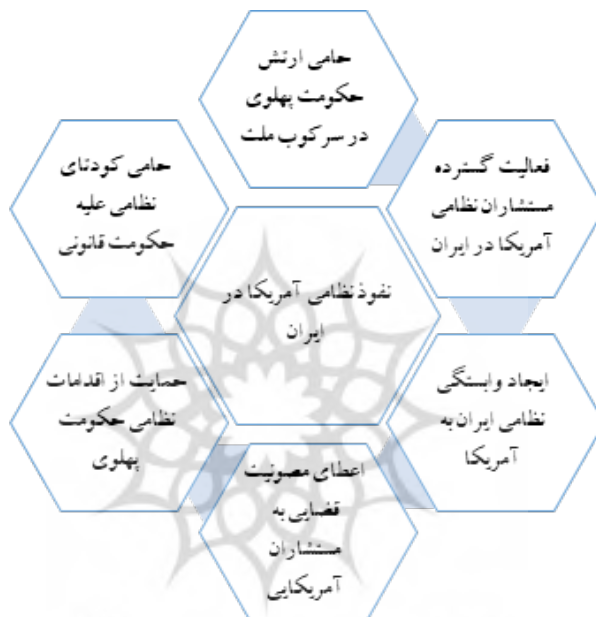 حامی ارتش
حکومت پهلوی
در سرکوب ملت
فعالیت گسترده
مستشاران نظامی
آمریکا در ایران
ایجاد وابستگی
نظامی ایران به
آمریکا
اعطای مصونیت
قضایی به
مستشاران
آمریکایی
حمایت از اقدامات
نظامی حکومت
پهلوی
حامی کودتای
نظامی علیه
حکومت قانونی
نفوذ نظامی آمریکا در
ایران